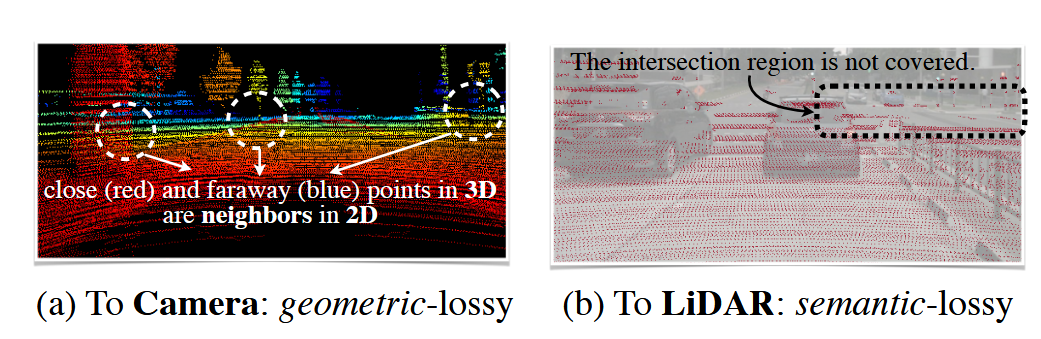 close (red) and faraway (blue) points in 3D
are neighbors in 2D
(a) To Camera: geometric-lossy
The intersection region is not covered.
(b) To LiDAR: semantic-lossy